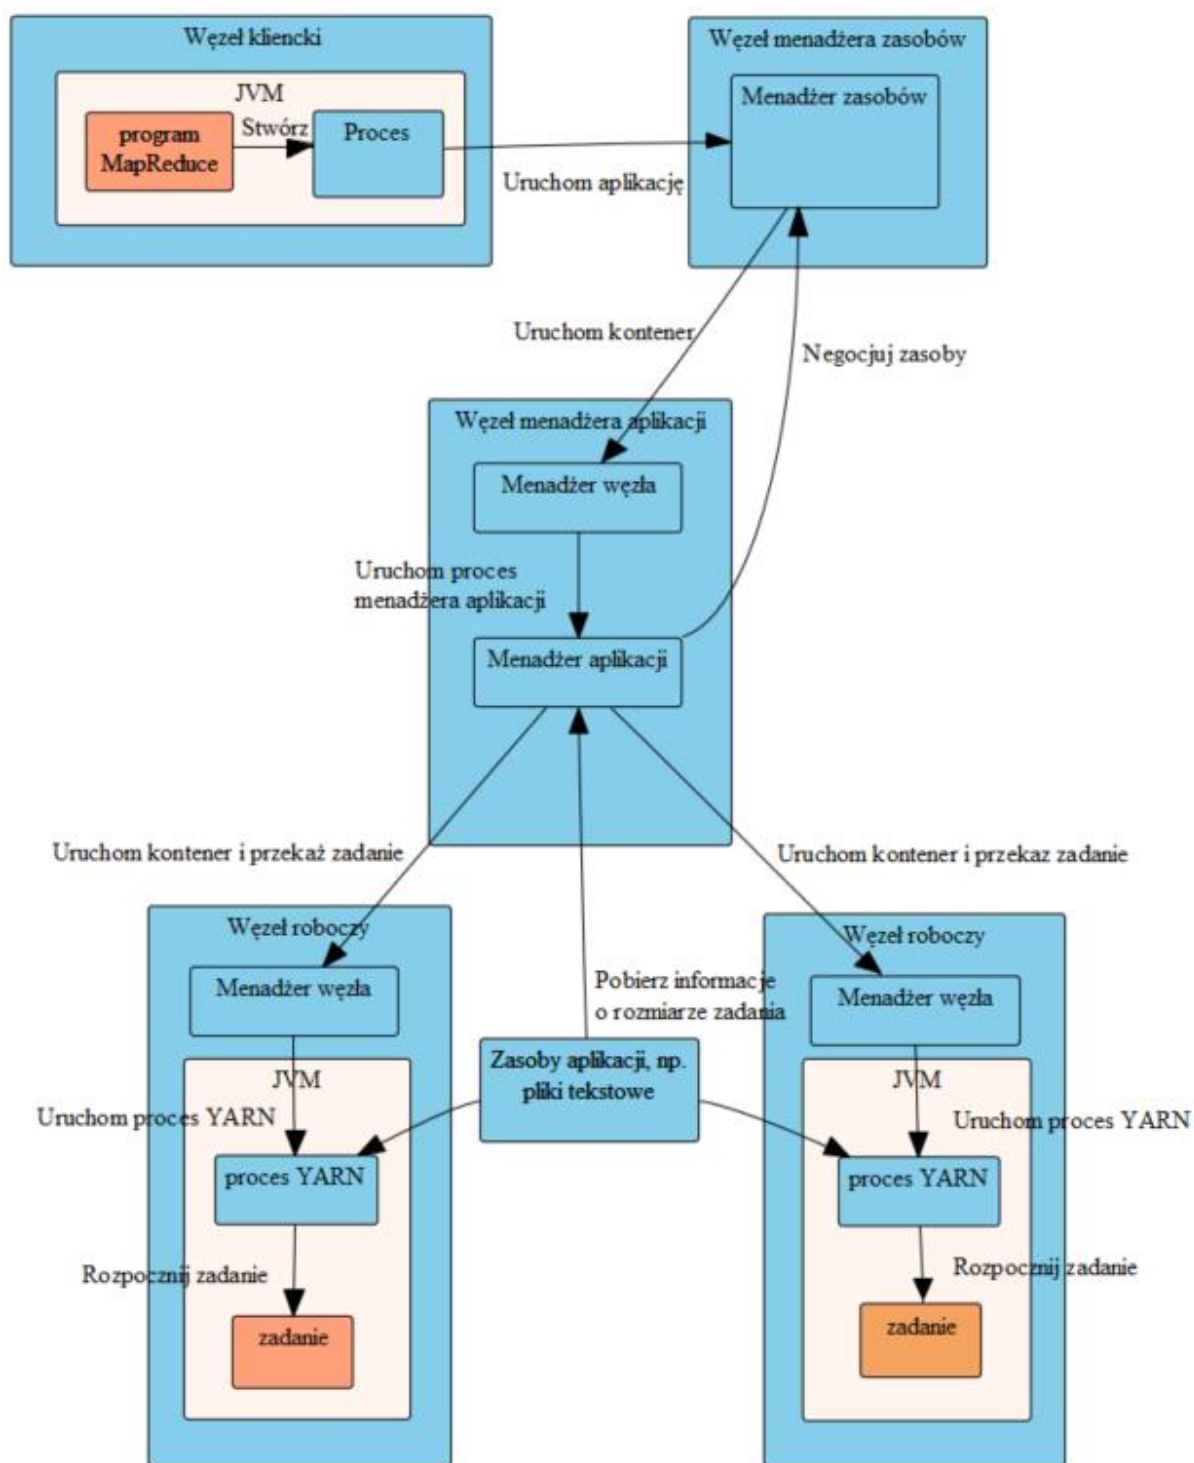 Węzeł kliencki
JVM
program
MapReduce
Stwórz
Proces
Uruchom aplikację
Węzeł menadżera zasobów
Menadżer zasobów
Uruchom kontener
Negocjuj zasoby
Węzeł menadżera aplikacji
Menadżer węzła
Uruchom proces
menadżera aplikacji
Menadżer aplikacji
Uruchom kontener i przekaż zadanie
Uruchom kontener i przekaz zadanie
Węzeł roboczy
Menadżer węzła
JVM
Uruchom proces YARN
proces YARN
Rozpocznij zadanie
zadanie
Pobierz informacje
o rozmiarze zadania
Zasoby aplikacji, np.
pliki tekstowe
Węzeł roboczy
Menadżer węzła
JVM
Uruchom proces YARN
proces YARN
Rozpocznij zadanie
zadanie